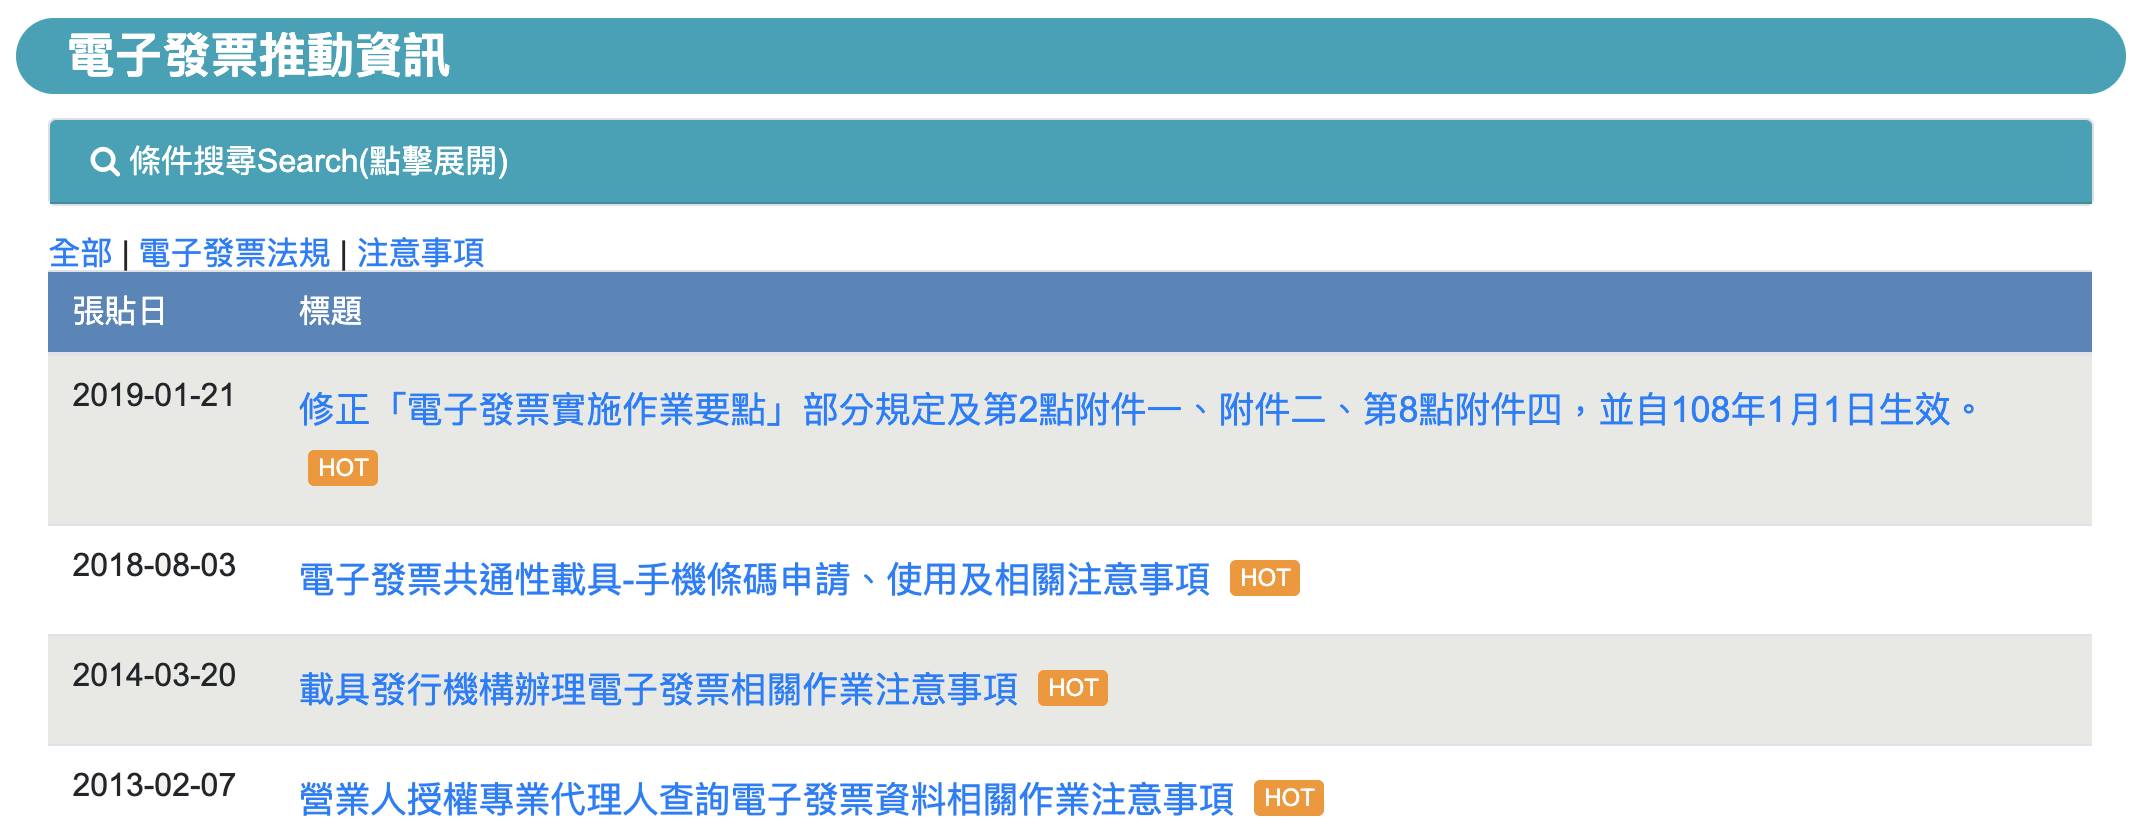 電子發票推動資訊
條件搜尋Search(點擊展開)
全部 | 電子發票法規 | 注意事項
張貼日 標題
2019-01-21 修正「電子發票實施作業要點」部分規定及第2點附件一、附件二、第8點附件四，並自108年1月1日生效。
HOT
2018-08-03 電子發票共通性載具-手機條碼申請、使用及相關注意事項 HOT
2014-03-20 載具發行機構辦理電子發票相關作業注意事項 HOT
2013-02-07 營業人授權專業代理人查詢電子發票資料相關作業注意事項 HOT